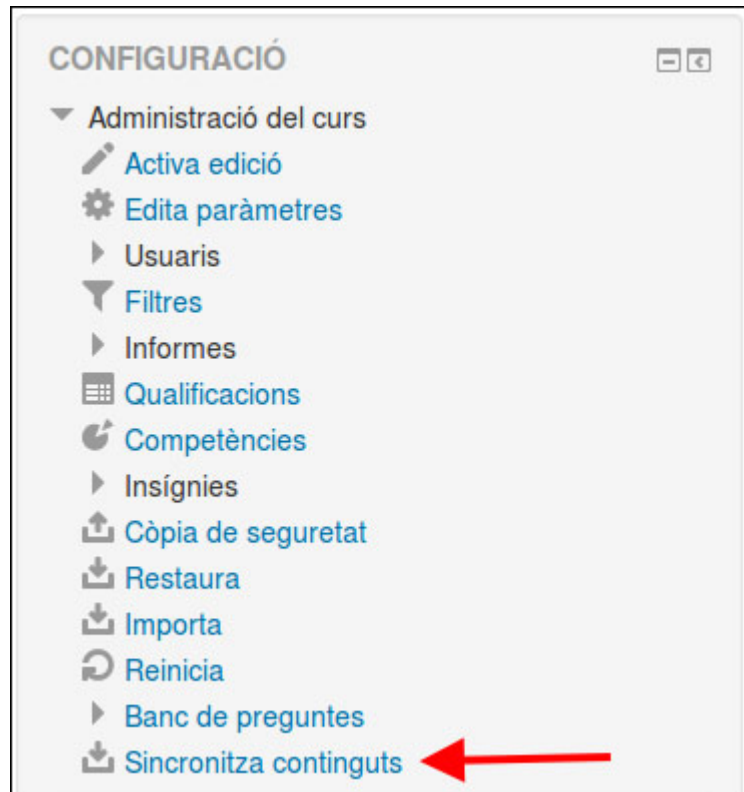 CONFIGURACIÓ
Administració del curs
Activa edició
Edita paràmetres
Usuaris
Filtres
Informes
Qualificacions
Competències
Insígnies
Còpia de seguretat
Restaura
Importa
Reinicia
Banc de preguntes
Sincronitza continguts